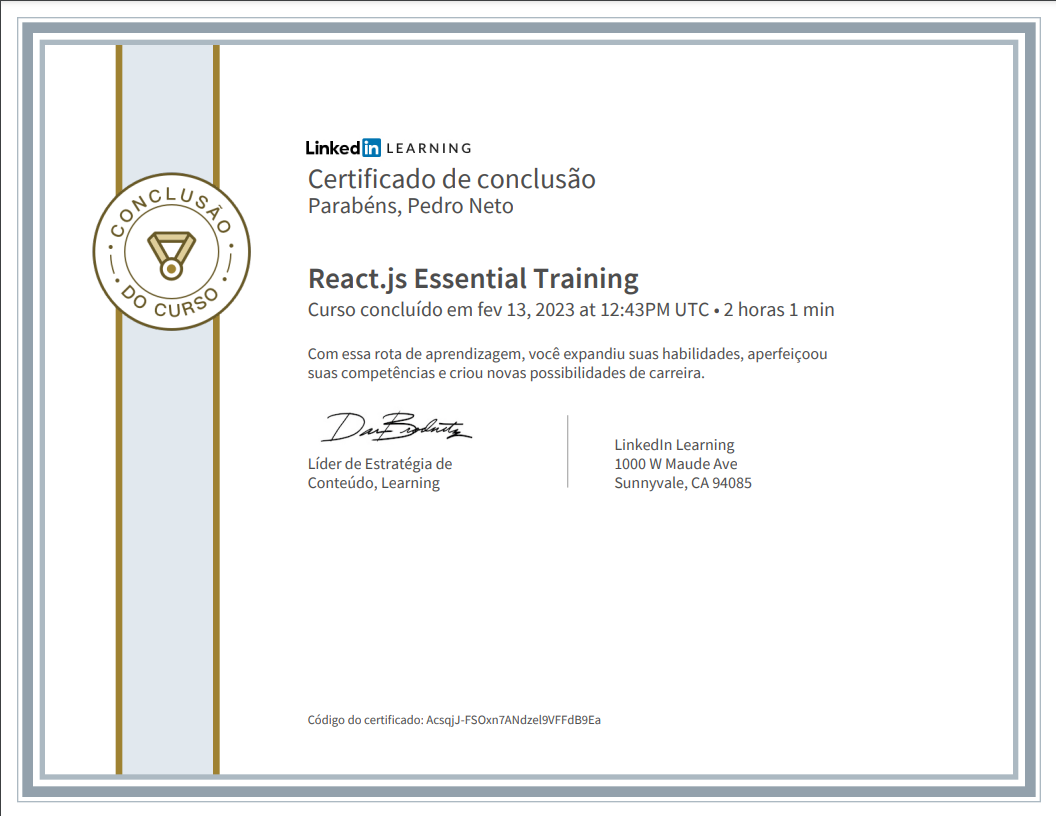 Linked in LEARNING
Certificado de conclusão
Parabéns, Pedro Neto
CONCLUSÃO
DO CURSO
React.js Essential Training
Curso concluído em fev 13, 2023 at 12:43PM UTC • 2 horas 1 min
Com essa rota de aprendizagem, você expandiu suas habilidades, aperfeiçoou
suas competências e criou novas possibilidades de carreira.
Líder de Estratégia de
Conteúdo, Learning
LinkedIn Learning
1000 W Maude Ave
Sunnyvale, CA 94085
Código do certificado: AcsqjJ-FSOxn7ANdzel9VFFdB9Ea